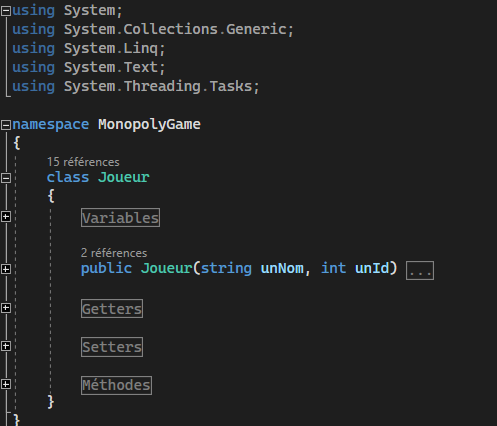 using System;
using System.Collections.Generic;
using System.Linq;
using System.Text;
using System.Threading.Tasks;
namespace MonopolyGame
{
15 références
class Joueur
{
Variables
2 références
public Joueur(string unNom, int unId) ...
Getters
Setters
Méthodes
}
}